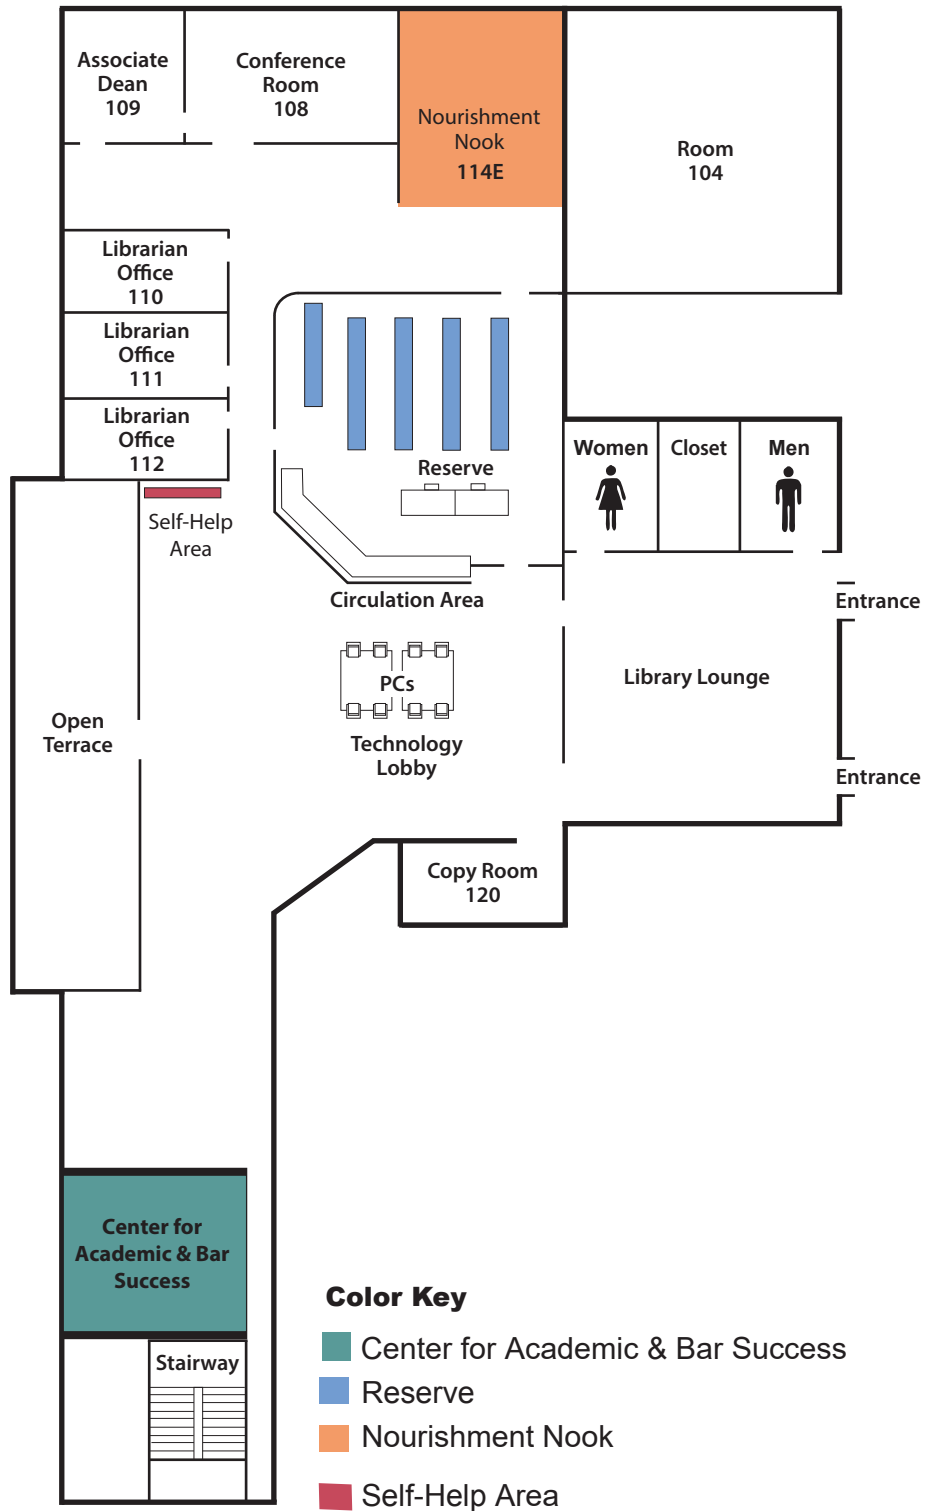 Associate
Dean
109
Conference
Room
108
Nourishment
Nook
114E
Room
104
Librarian
Office
110
Librarian
Office
111
Librarian
Office
112
Women
Closet
Men
Reserve
Self-Help
Area
Circulation Area
Entrance
Library Lounge
PCs
Open
Terrace
Technology
Lobby
Entrance
Copy Room
120
Center for
Academic & Bar
Success
Stairway
Color Key
Center for Academic & Bar Success
Reserve
Nourishment Nook
Self-Help Area